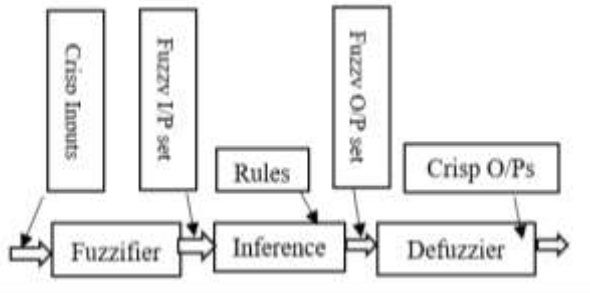 Crisp Inputs
Fuzzy I/P set
Fuzzy O/P set
Rules
Crisp O/Ps
Fuzzifier
Inference
Defuzzier